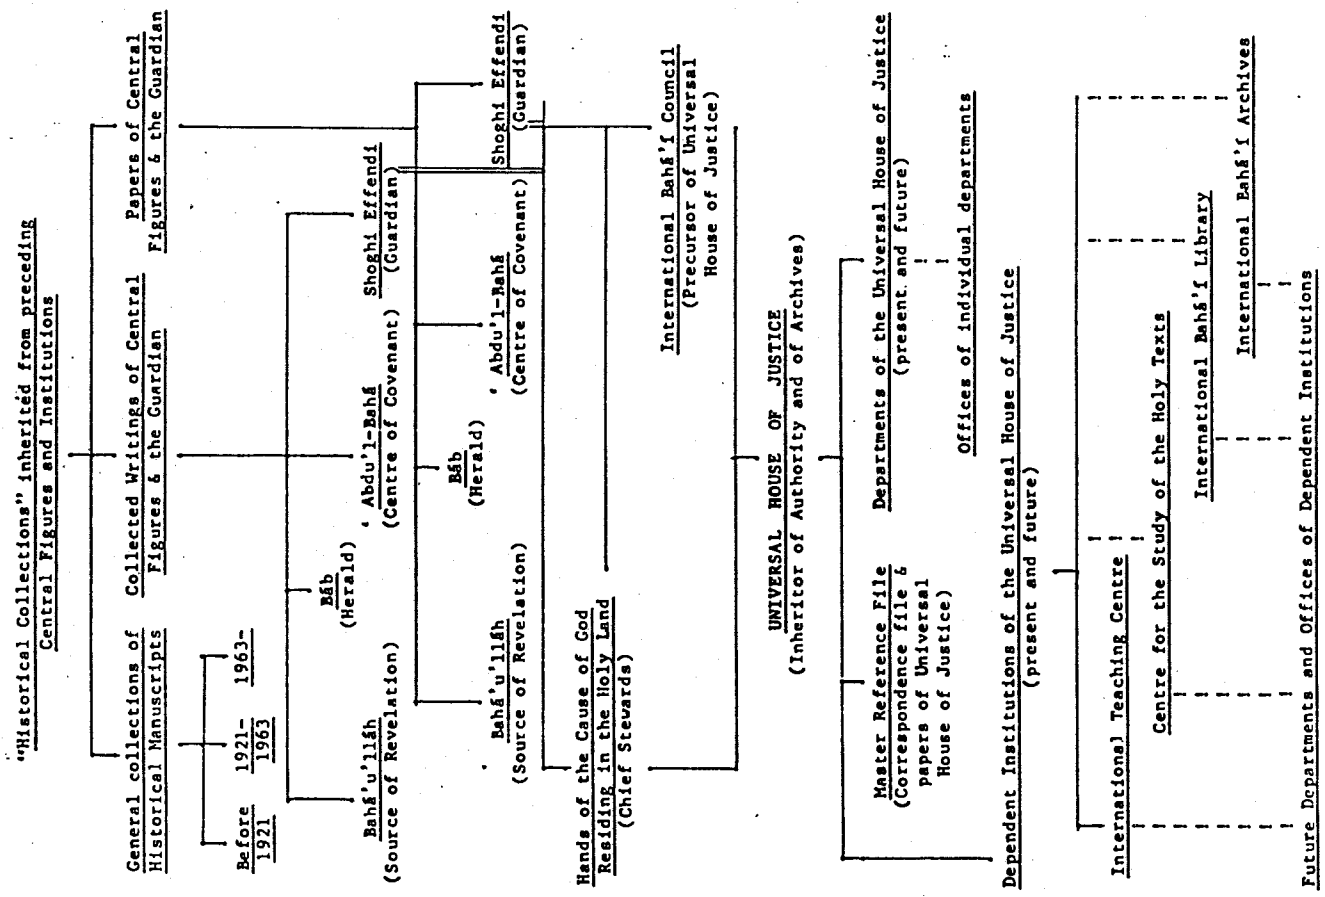 "Historical Collections" inherited from preceding
Central Figures and Institutions
General collections of
Historical Manuscripts
Collected Writings of Central
Figures & the Guardian
Papers of Central
Figures & the Guardian
Before
1921
1921-
1963
1963-
Bahá'u'lláh
(Source of Revelation)
Báb
(Herald)
'Abdu'l-Bahá
(Centre of Covenant)
Shoghi Effendi
(Guardian)
Bahá'u'lláh
(Source of Revelation)
Báb
(Herald)
'Abdu'l-Bahá
(Centre of Covenant)
Shoghi Effendi
(Guardian)
Hands of the Cause of God
Residing in the Holy Land
(Chief Stewards)
International Bahá'í Council
(Precursor of Universal
House of Justice)
UNIVERSAL HOUSE OF JUSTICE
(Inheritor of Authority and of Archives)
Master Reference File
(Correspondence file &
papers of Universal
House of Justice)
Departments of the Universal House of Justice
(present and future)
Offices of individual departments
Dependent Institutions of the Universal House of Justice
(present and future)
International Teaching Centre
Centre for the Study of the Holy Texts
International Bahá'í Library
International Bahá'í Archives
Future Departments and Offices of Dependent Institutions